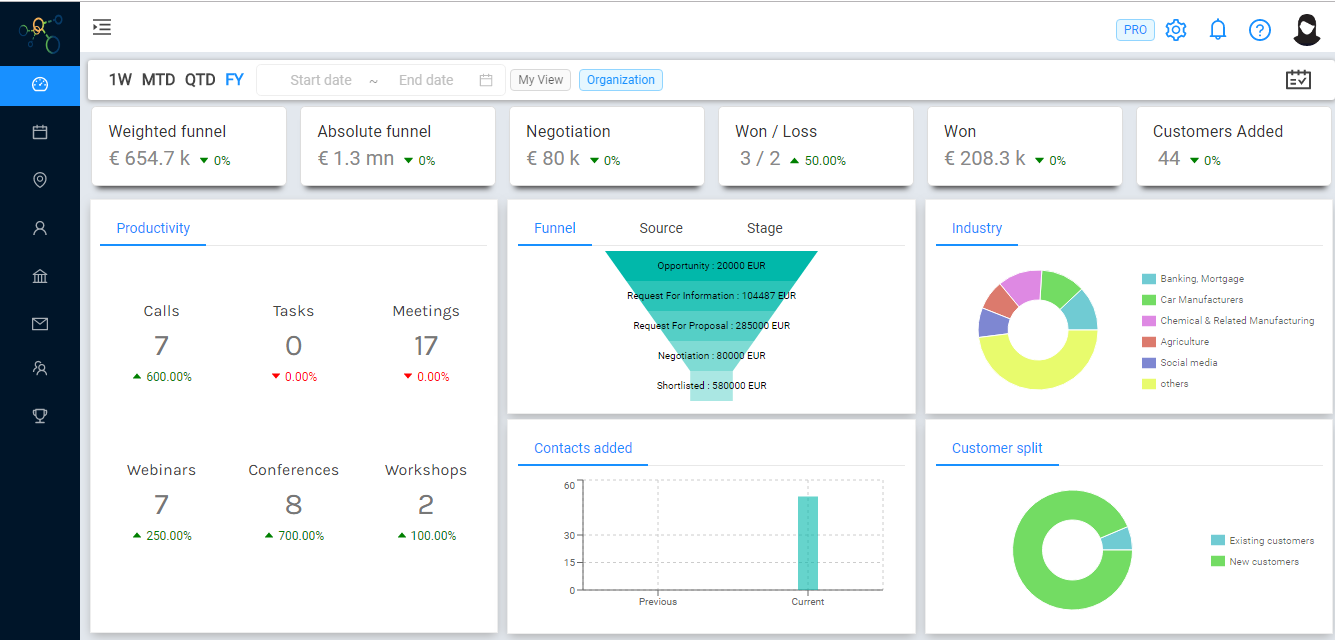 PRO
1W MTD QTD FY Start date ~ End date My View Organization
Weighted funnel
€ 654.7 k 0%
Absolute funnel
€ 1.3 mn 0%
Negotiation
€ 80 k 0%
Won / Loss
3 / 2 50.00%
Won
€ 208.3 k 0%
Customers Added
44 0%
Productivity
Calls Tasks Meetings
7 0 17
600.00% 0.00% 0.00%
Webinars Conferences Workshops
7 8 2
250.00% 700.00% 100.00%
Funnel Source Stage
Opportunity : 20000 EUR
Request For Information : 104487 EUR
Request For Proposal : 285000 EUR
Negotiation : 80000 EUR
Shortlisted : 580000 EUR
Industry
Banking, Mortgage
Car Manufacturers
Chemical & Related Manufacturing
Agriculture
Social media
others
Contacts added
60
30
15
0
Previous Current
Customer split
Existing customers
New customers